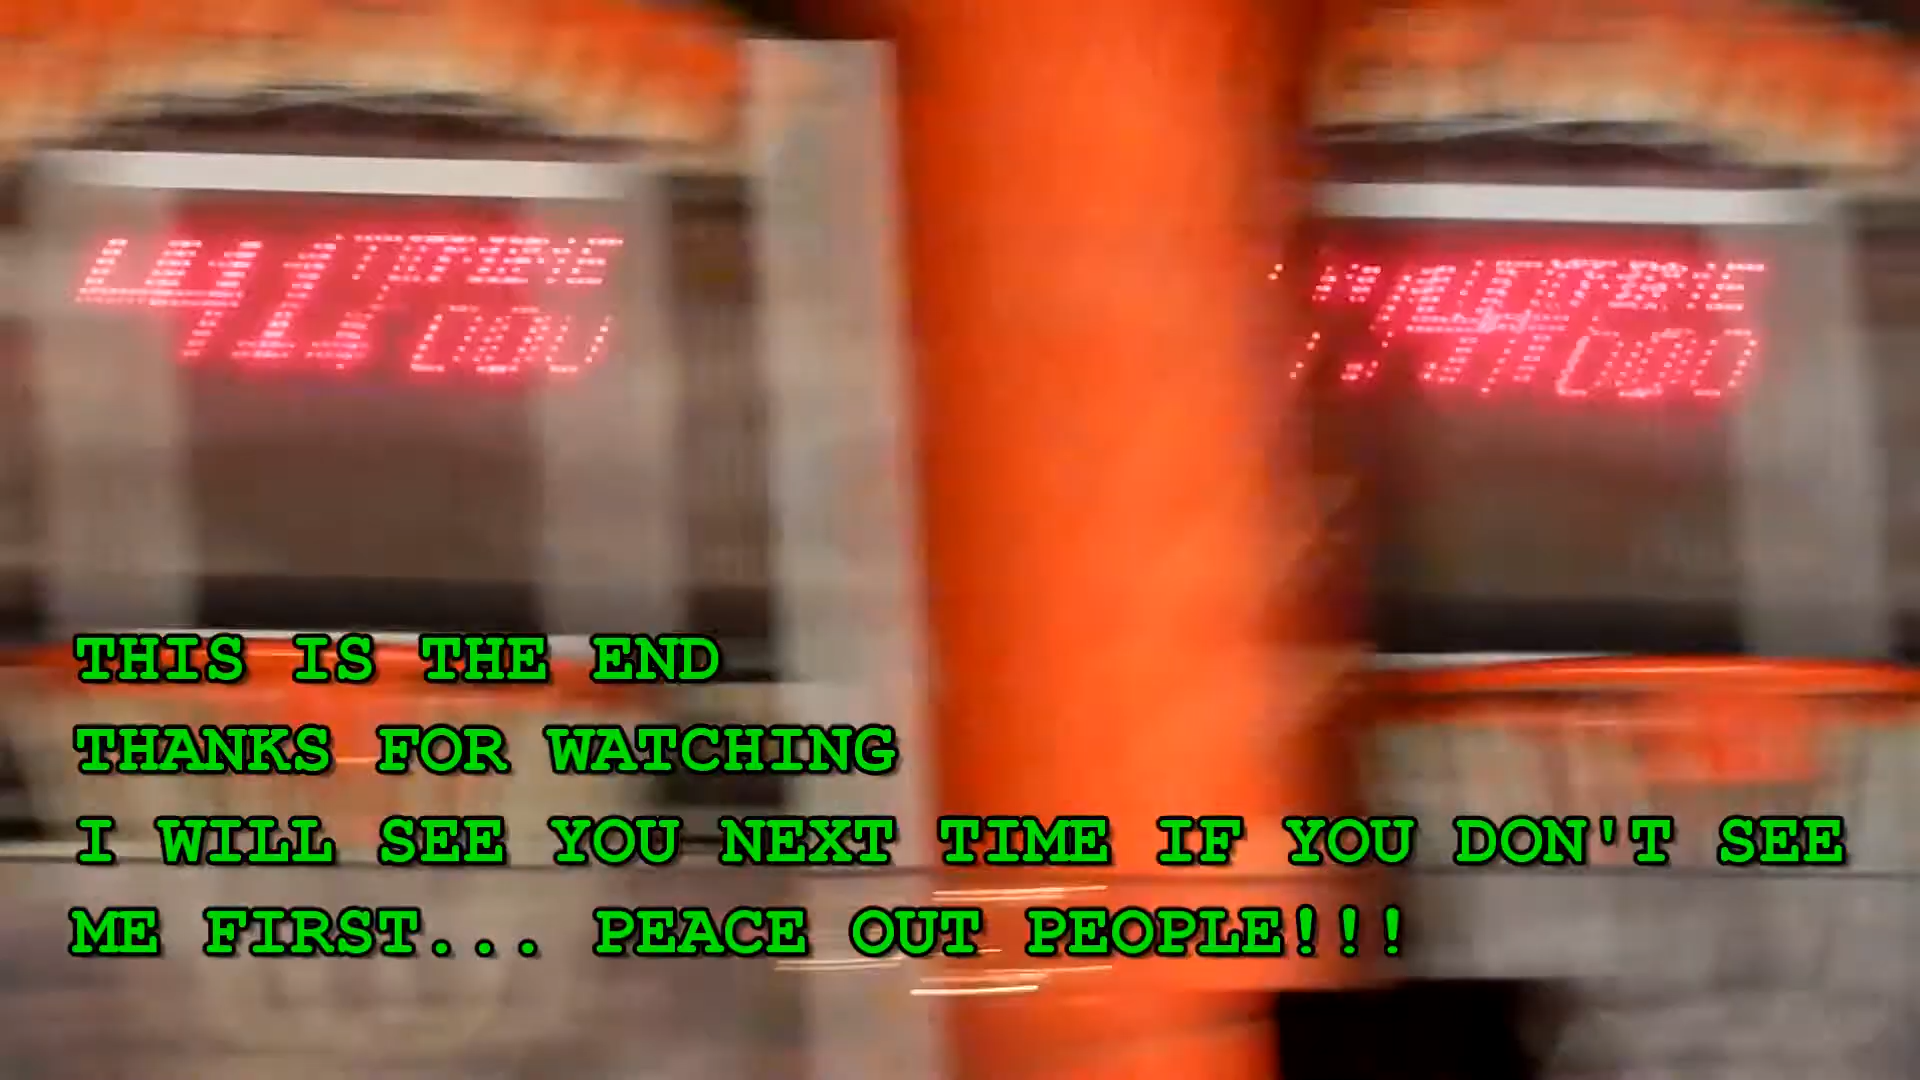 THIS IS THE END
THANKS FOR WATCHING
I WILL SEE YOU NEXT TIME IF YOU DON'T SEE
ME FIRST... PEACE OUT PEOPLE!!!